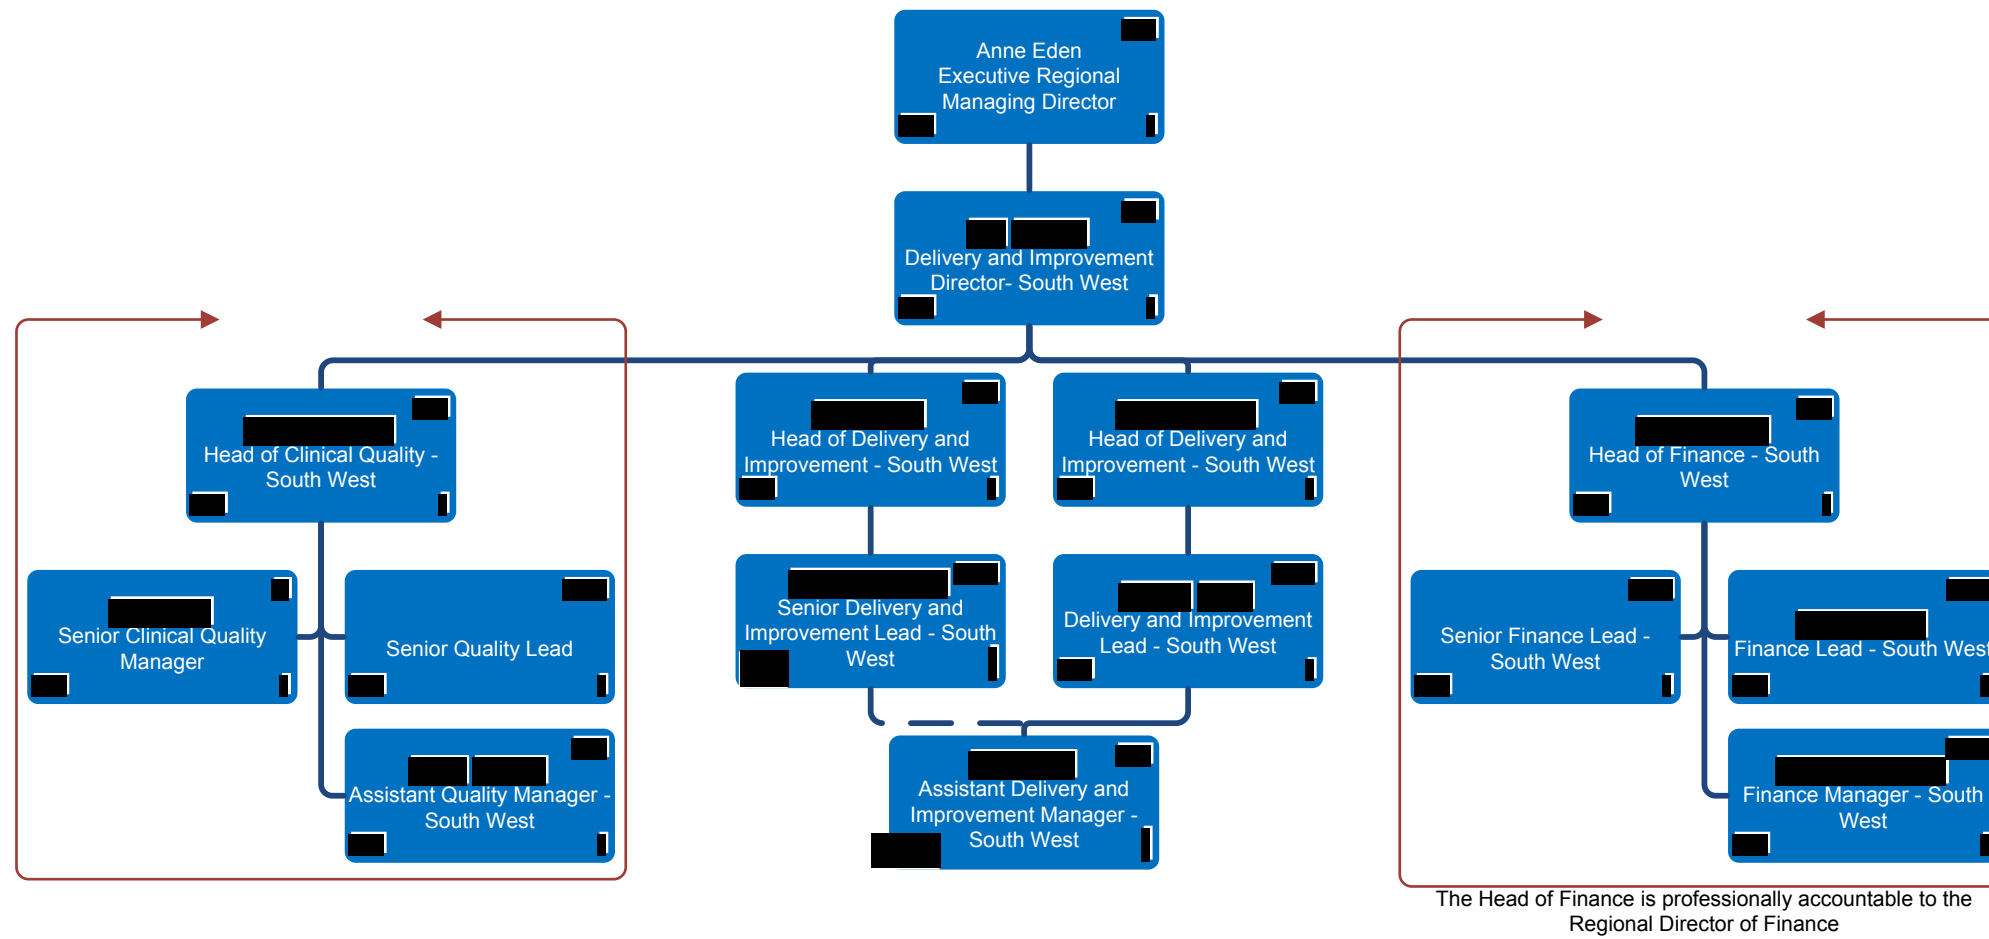 Anne Eden
Executive Regional
Managing Director
Delivery and Improvement
Director- South West
Head of Clinical Quality -
South West
Head of Delivery and
Improvement - South West
Head of Delivery and
Improvement - South West
Head of Finance - South
West
Senior Clinical Quality
Manager
Senior Quality Lead
Senior Delivery and
Improvement Lead - South
West
Delivery and Improvement
Lead - South West
Senior Finance Lead -
South West
Finance Lead - South West
Assistant Quality Manager -
South West
Assistant Delivery and
Improvement Manager -
South West
Finance Manager - South
West
The Head of Finance is professionally accountable to the
Regional Director of Finance